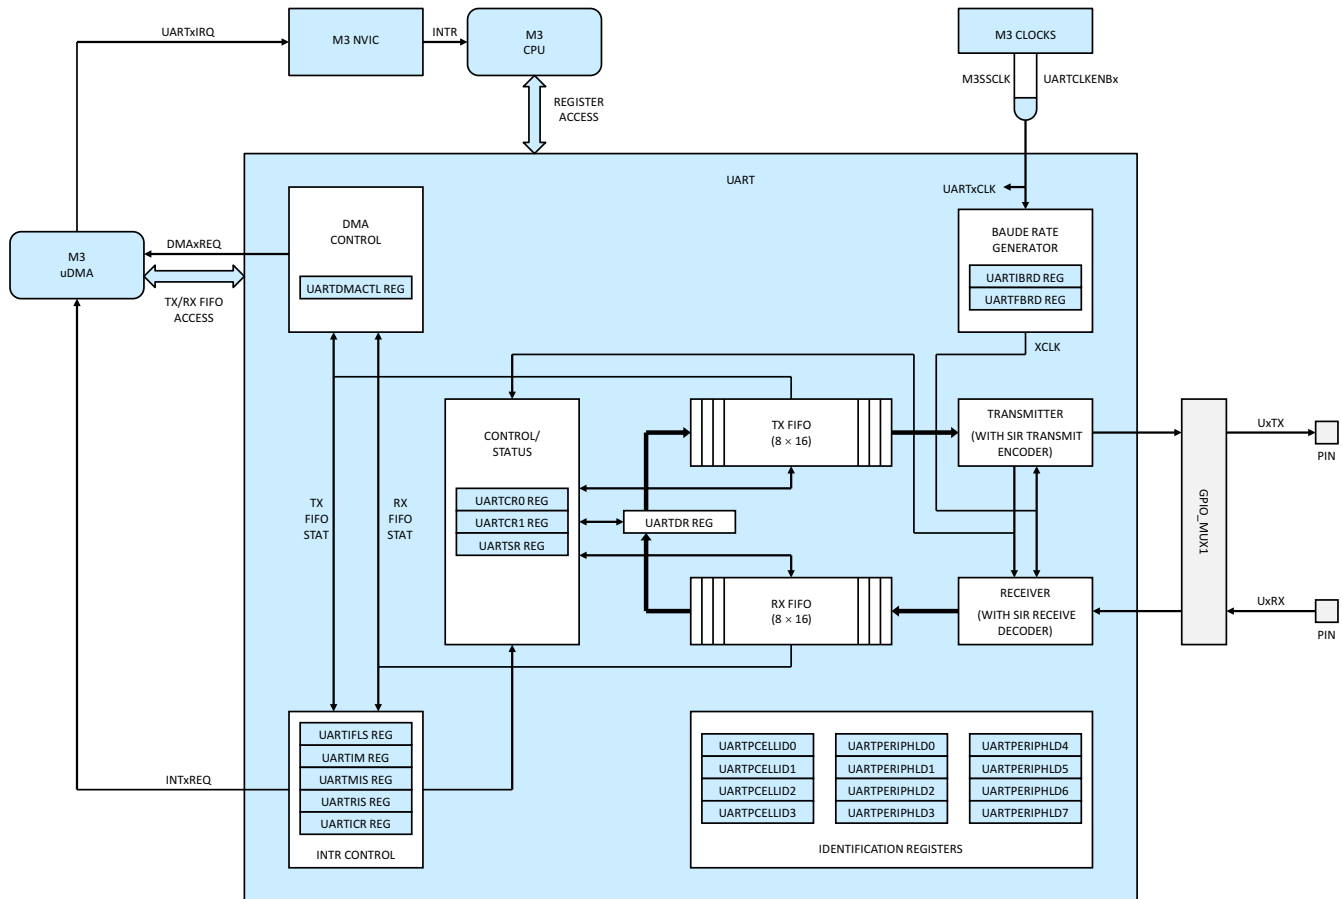 UARTxIRQ
M3 NVIC
INTR
M3
CPU
M3 CLOCKS
M3SSCLK
UARTCLKENBx
REGISTER
ACCESS
UART
UARTxCLK
DMA
CONTROL
UARTDMACTL REG
BAUDE RATE
GENERATOR
UARTIBRD REG
UARTFBRD REG
M3
uDMA
DMAxREQ
TX/RX FIFO
ACCESS
XCLK
CONTROL/
STATUS
UARTCR0 REG
UARTCR1 REG
UARTSR REG
TX FIFO
(8 × 16)
TRANSMITTER
(WITH SIR TRANSMIT
ENCODER)
UxTX
PIN
TX
FIFO
STAT
RX
FIFO
STAT
UARTDR REG
GPIO_MUX1
RX FIFO
(8 × 16)
RECEIVER
(WITH SIR RECEIVE
DECODER)
UxRX
PIN
INTxREQ
UARTIFLS REG
UARTIM REG
UARTMIS REG
UARTRIS REG
UARTICR REG
INTR CONTROL
UARTPCELLID0
UARTPCELLID1
UARTPCELLID2
UARTPCELLID3
UARTPERIPHLD0
UARTPERIPHLD1
UARTPERIPHLD2
UARTPERIPHLD3
UARTPERIPHLD4
UARTPERIPHLD5
UARTPERIPHLD6
UARTPERIPHLD7
IDENTIFICATION REGISTERS